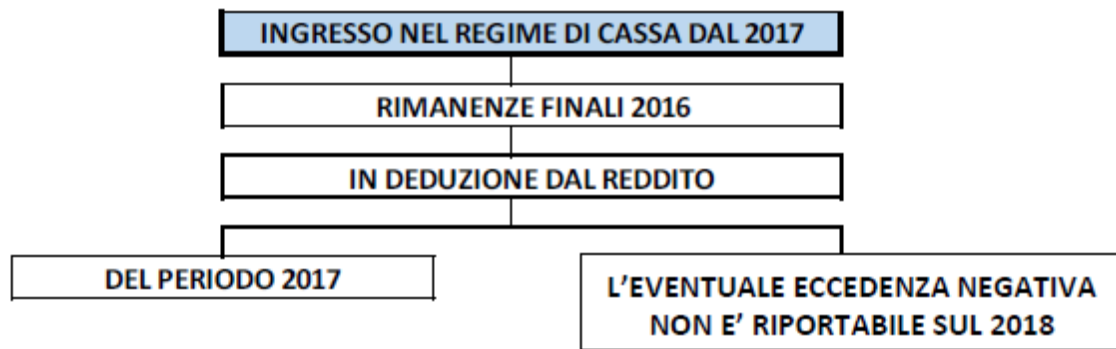 INGRESSO NEL REGIME DI CASSA DAL 2017
RIMANENZE FINALI 2016
IN DEDUZIONE DAL REDDITO
DEL PERIODO 2017
L'EVENTUALE ECCEDENZA NEGATIVA
NON E' RIPORTABILE SUL 2018